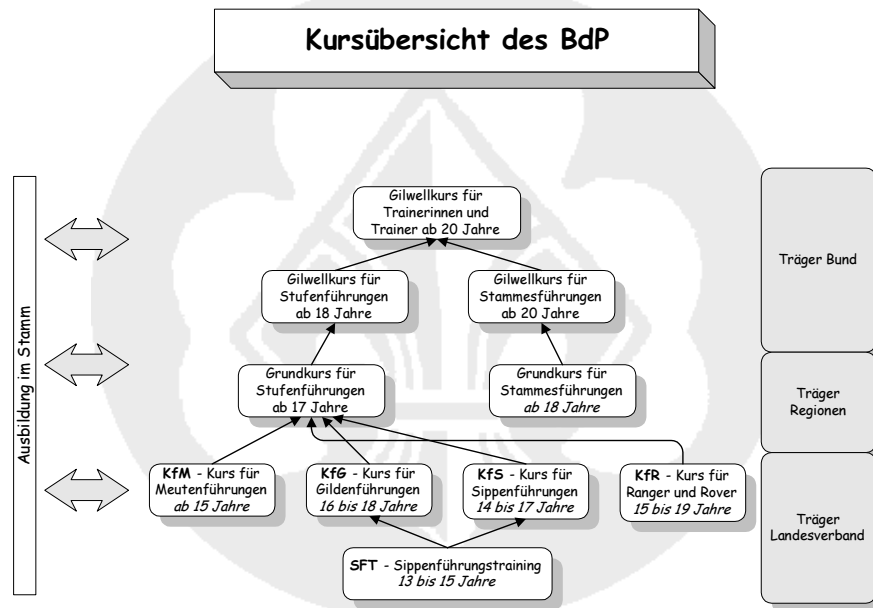 Kursübersicht des BdP
Ausbildung im Stamm
Gilwellkurs für
Trainerinnen und
Trainer ab 20 Jahre
Gilwellkurs für
Stufenführungen
ab 18 Jahre
Gilwellkurs für
Stammesführungen
ab 20 Jahre
Träger Bund
Grundkurs für
Stufenführungen
ab 17 Jahre
Grundkurs für
Stammesführungen
ab 18 Jahre
Träger
Regionen
KfM - Kurs für
Meutenführungen
ab 15 Jahre
KfG - Kurs für
Gildenführungen
16 bis 18 Jahre
KfS - Kurs für
Sippenführungen
14 bis 17 Jahre
KfR - Kurs für
Ranger und Rover
15 bis 19 Jahre
Träger
Landesverband
SFT - Sippenführungstraining
13 bis 15 Jahre